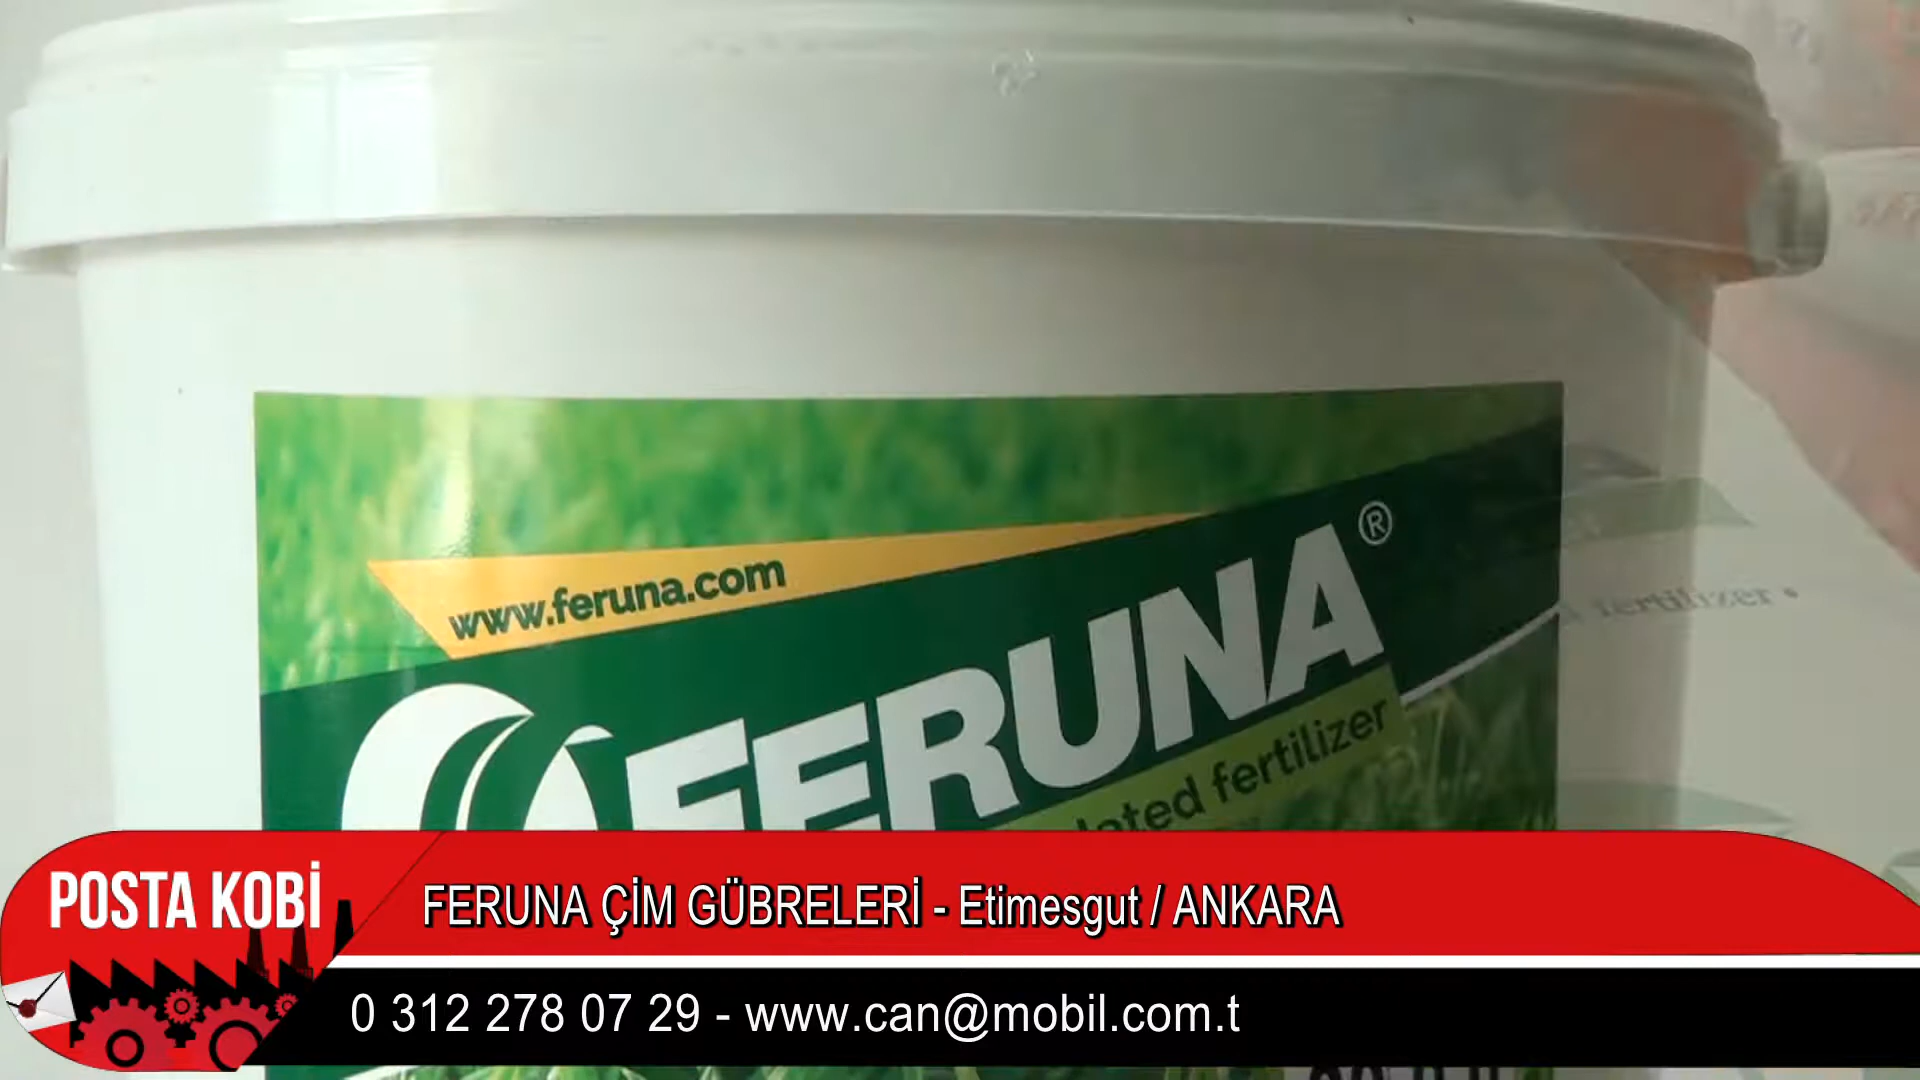 www.feruna.com
FERUNA®
fertilizer
fertilizer
POSTA KOBİ
FERUNA ÇİM GÜBRELERİ - Etimesgut / ANKARA
0 312 278 07 29 - www.can@mobil.com.t